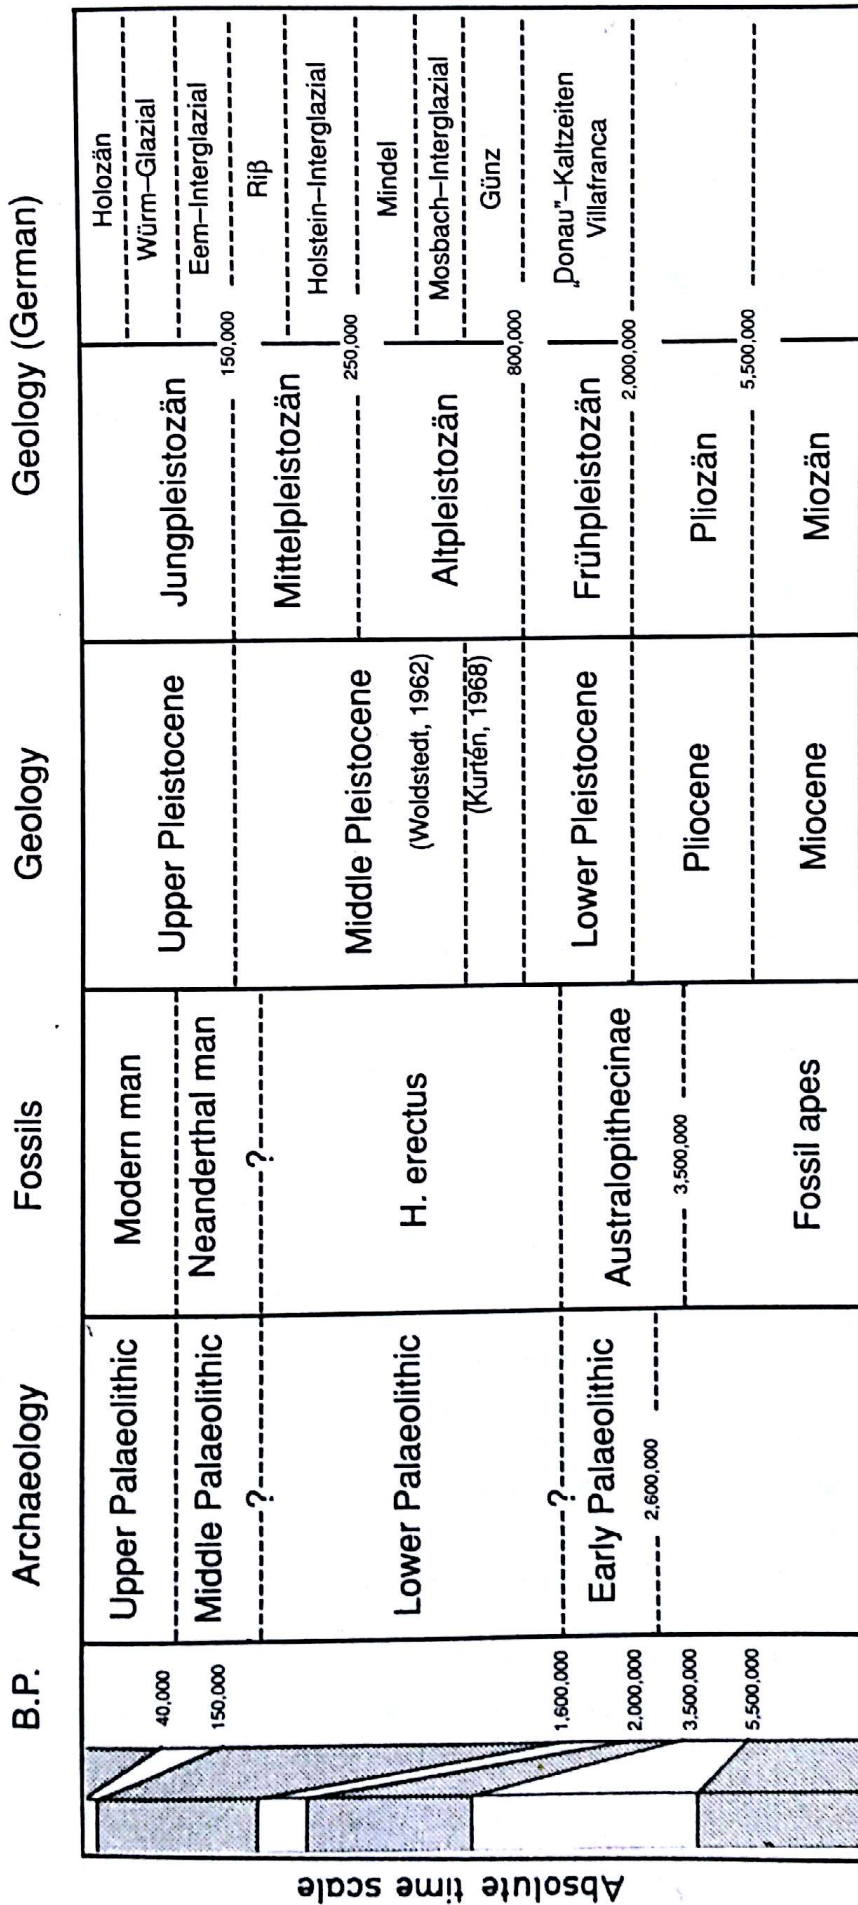 B.P. Archaeology Fossils Geology Geology (German)
Absolute time scale
40,000
150,000
1,600,000
2,000,000
3,500,000
5,500,000
Upper Palaeolithic
Middle Palaeolithic
?
Lower Palaeolithic
?
Early Palaeolithic
2,600,000
Modern man
Neanderthal man
?
H. erectus
Australopithecinae
3,500,000
Fossil apes
Upper Pleistocene
Middle Pleistocene
(Woldstedt, 1962)
(Kurtén, 1968)
Lower Pleistocene
Pliocene
Miocene
Jungpleistozän
150,000
Mittelpleistozän
250,000
Altpleistozän
800,000
Frühpleistozän
2,000,000
Pliozän
5,500,000
Miozän
Holozän
Würm–Glazial
Eem–Interglazial
Riβ
Holstein–Interglazial
Mindel
Mosbach–Interglazial
Günz
„Donau”–Kaltzeiten
Villafranca